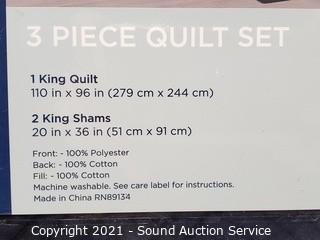 3 PIECE QUILT SET
1 King Quilt
110 in x 96 in (279 cm x 244 cm)
2 King Shams
20 in x 36 in (51 cm x 91 cm)
Front: - 100% Polyester
Back: - 100% Cotton
Fill: - 100% Cotton
Machine washable. See care label for instructions.
Made in China RN89134
Copyright 2021 - Sound Auction Service